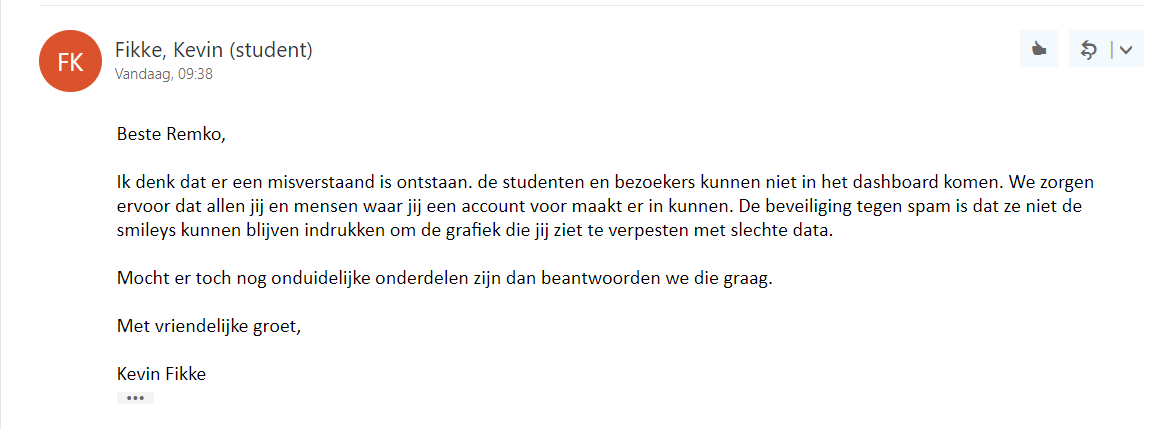 FK
Fikke, Kevin (student)
Vandaag, 09:38
Beste Remko,
Ik denk dat er een misverstaand is ontstaan. de studenten en bezoekers kunnen niet in het dashboard komen. We zorgen
ervoor dat allen jij en mensen waar jij een account voor maakt er in kunnen. De beveiliging tegen spam is dat ze niet de
smileys kunnen blijven indrukken om de grafiek die jij ziet te verpesten met slechte data.
Mocht er toch nog onduidelijke onderdelen zijn dan beantwoorden we die graag.
Met vriendelijke groet,
Kevin Fikke